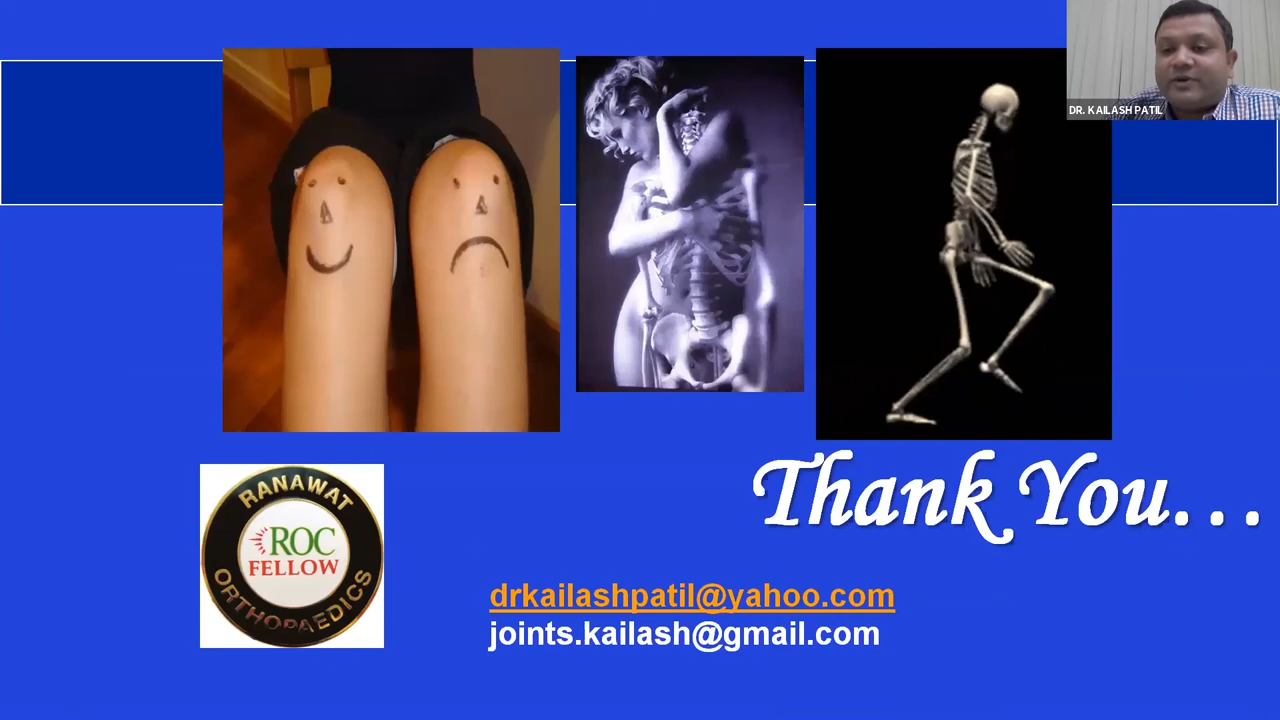 DR. KAILASH PATIL
Thank You...
RANAWAT
ROC
FELLOW
ORTHOPAEDICS
drkailashpatil@yahoo.com
joints.kailash@gmail.com